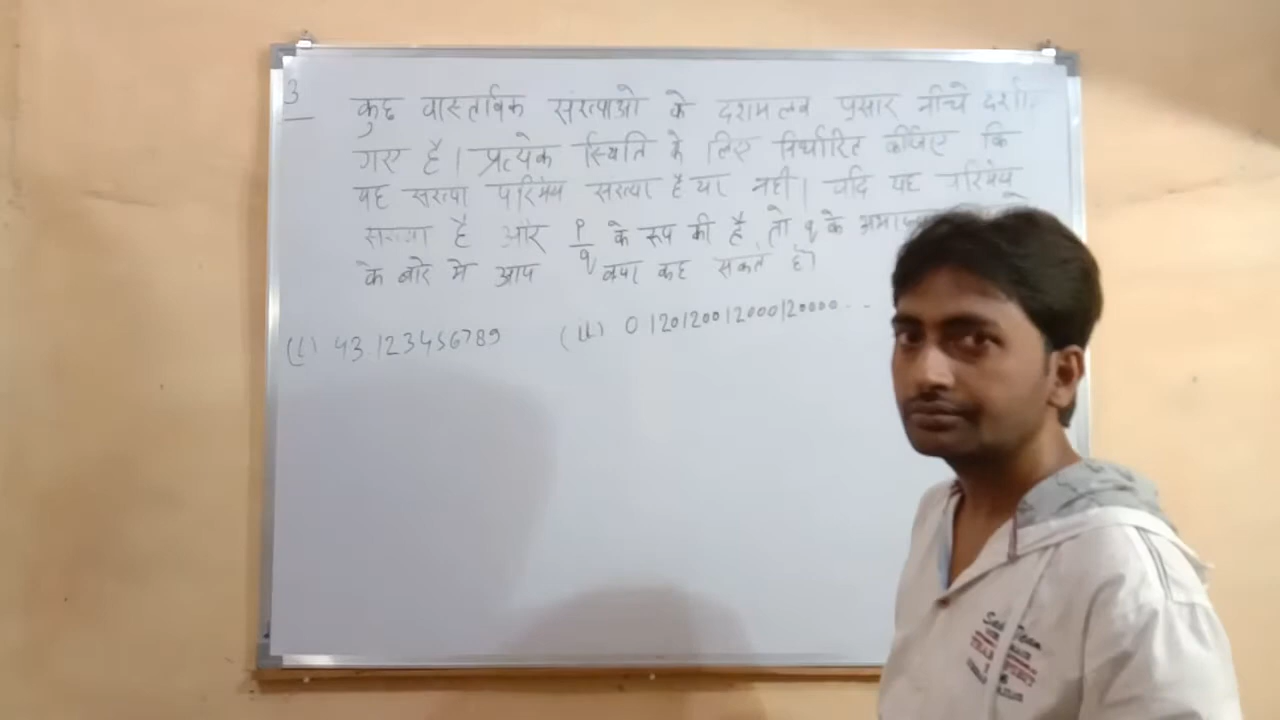 3 कुछ वास्तविक संख्याओ के दशमलव प्रसार नीचे
गए है। प्रत्येक स्थिति के लिए निर्धारित कीजिए कि
यह संख्या परिमेय संख्या है या नही। यदि यह परिमेय
संख्या है और p/q के रूप की है तो q के
के बारे मे आप क्या कह सकते है।
(i) 43 123456789 (ii) 0 120120012000120000...